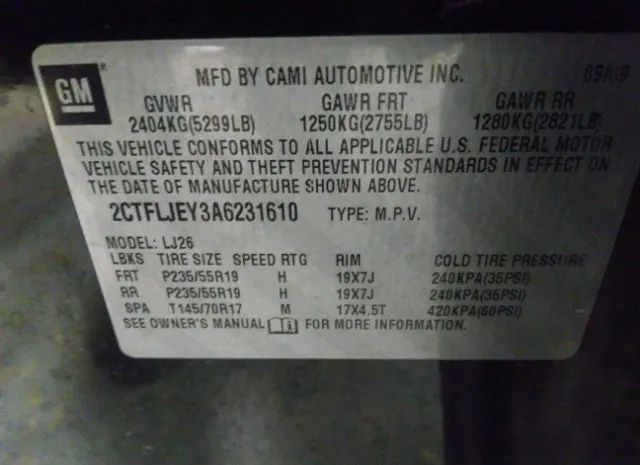 GM ®
MFD BY CAMI AUTOMOTIVE INC. 09/09
GVWR GAWR FRT GAWR RR
2404KG(5299LB) 1250KG(2755LB) 1280KG(2821LB)
THIS VEHICLE CONFORMS TO ALL APPLICABLE U.S. FEDERAL MOTOR
VEHICLE SAFETY AND THEFT PREVENTION STANDARDS IN EFFECT ON
THE DATE OF MANUFACTURE SHOWN ABOVE.
2CTFLJEY3A6231610 TYPE: M.P.V.
MODEL: LJ26
LBKS TIRE SIZE SPEED RTG RIM COLD TIRE PRESSURE
FRT P235/55R19 H 19X7J 240KPA(35PSI)
RR P235/55R19 H 19X7J 240KPA(35PSI)
SPA T145/70R17 M 17X4.5T 420KPA(60PSI)
SEE OWNER'S MANUAL FOR MORE INFORMATION.